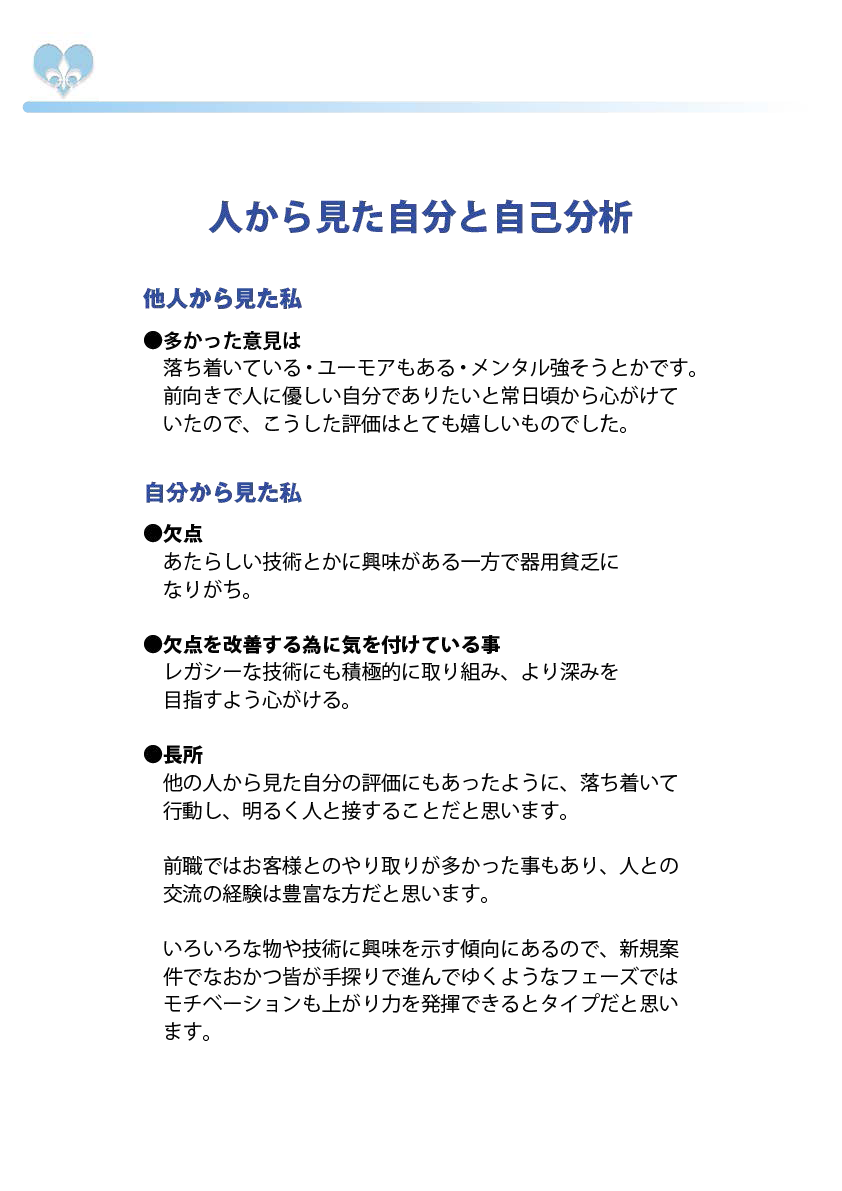 人から見た自分と自己分析
他人から見た私
●多かった意見は
落ち着いている・ユーモアもある・メンタル強そうとかです。
前向きで人に優しい自分でありたいと常日頃から心がけて
いたので、こうした評価はとても嬉しいものでした。
自分から見た私
●欠点
あたらしい技術とかに興味がある一方で器用貧乏に
なりがち。
●欠点を改善する為に気を付けている事
レガシーな技術にも積極的に取り組み、より深みを
目指すよう心がける。
●長所
他の人から見た自分の評価にもあったように、落ち着いて
行動し、明るく人と接することだと思います。
前職ではお客様とのやり取りが多かった事もあり、人との
交流の経験は豊富な方だと思います。
いろいろな物や技術に興味を示す傾向にあるので、新規案
件でなおかつ皆が手探りで進んでゆくようなフェーズでは
モチベーションも上がり力を発揮できるとタイプだと思い
ます。